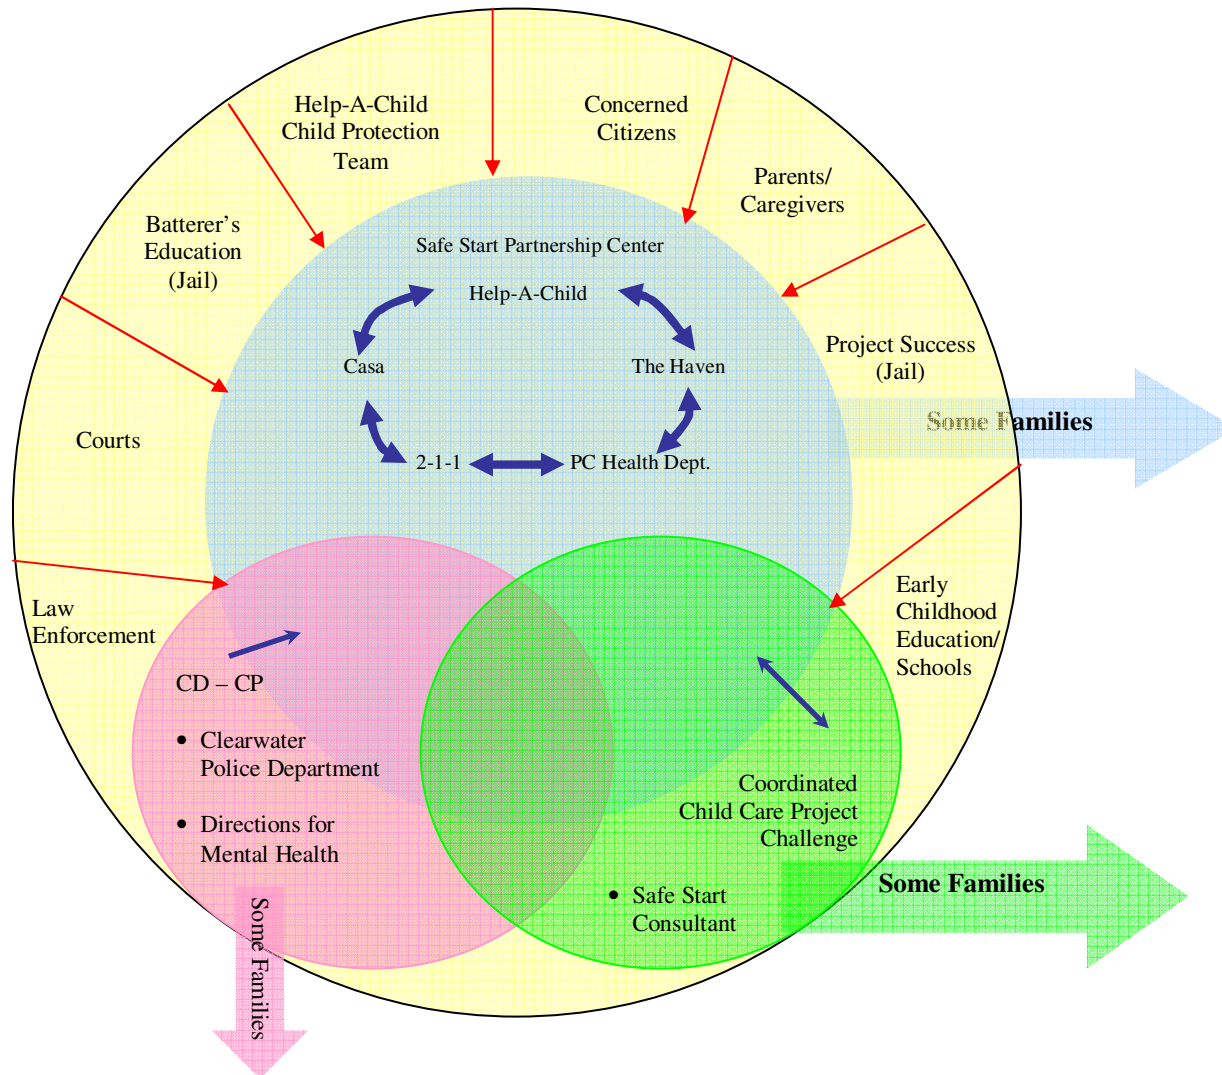 Help-A-Child
Child Protection
Team
Concerned
Citizens
Parents/
Caregivers
Batterer’s
Education
(Jail)
Safe Start Partnership Center
Help-A-Child
Casa
The Haven
Project Success
(Jail)
Some Families
Courts
2-1-1
PC Health Dept.
Law
Enforcement
Early
Childhood
Education/
Schools
CD – CP
• Clearwater
Police Department
• Directions for
Mental Health
Coordinated
Child Care Project
Challenge
• Safe Start
Consultant
Some Families
Some Families